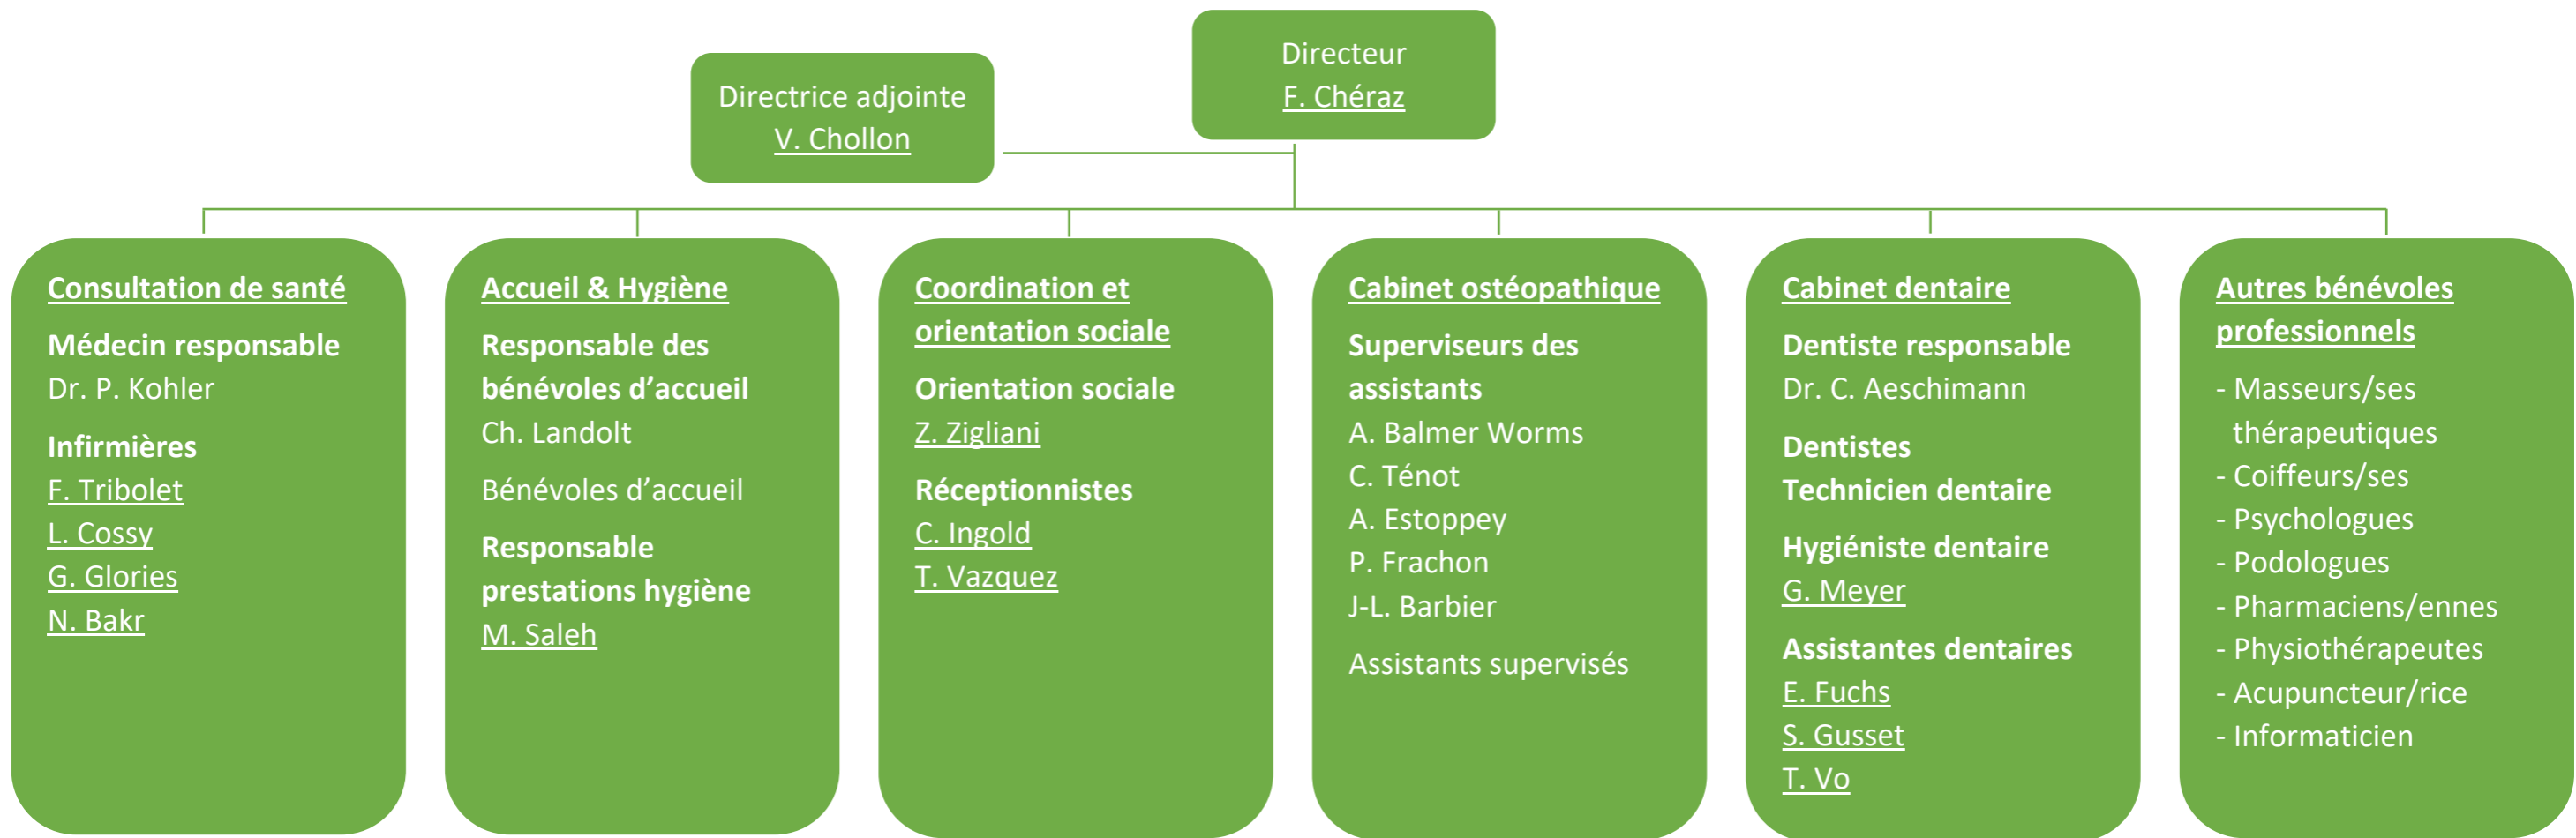 Directeur
F. Chéraz
Directrice adjointe
V. Chollon
Consultation de santé
Médecin responsable
Dr. P. Kohler
Infirmières
F. Tribolet
L. Cossy
G. Glories
N. Bakr
Accueil & Hygiène
Responsable des
bénévoles d’accueil
Ch. Landolt
Bénévoles d’accueil
Responsable
prestations hygiène
M. Saleh
Coordination et
orientation sociale
Orientation sociale
Z. Zigliani
Réceptionnistes
C. Ingold
T. Vazquez
Cabinet ostéopathique
Superviseurs des
assistants
A. Balmer Worms
C. Ténot
A. Estoppey
P. Frachon
J-L. Barbier
Assistants supervisés
Cabinet dentaire
Dentiste responsable
Dr. C. Aeschimann
Dentistes
Technicien dentaire
Hygiéniste dentaire
G. Meyer
Assistantes dentaires
E. Fuchs
S. Gusset
T. Vo
Autres bénévoles
professionnels
- Masseurs/ses
thérapeutiques
- Coiffeurs/ses
- Psychologues
- Podologues
- Pharmaciens/ennes
- Physiothérapeutes
- Acupuncteur/rice
- Informaticien